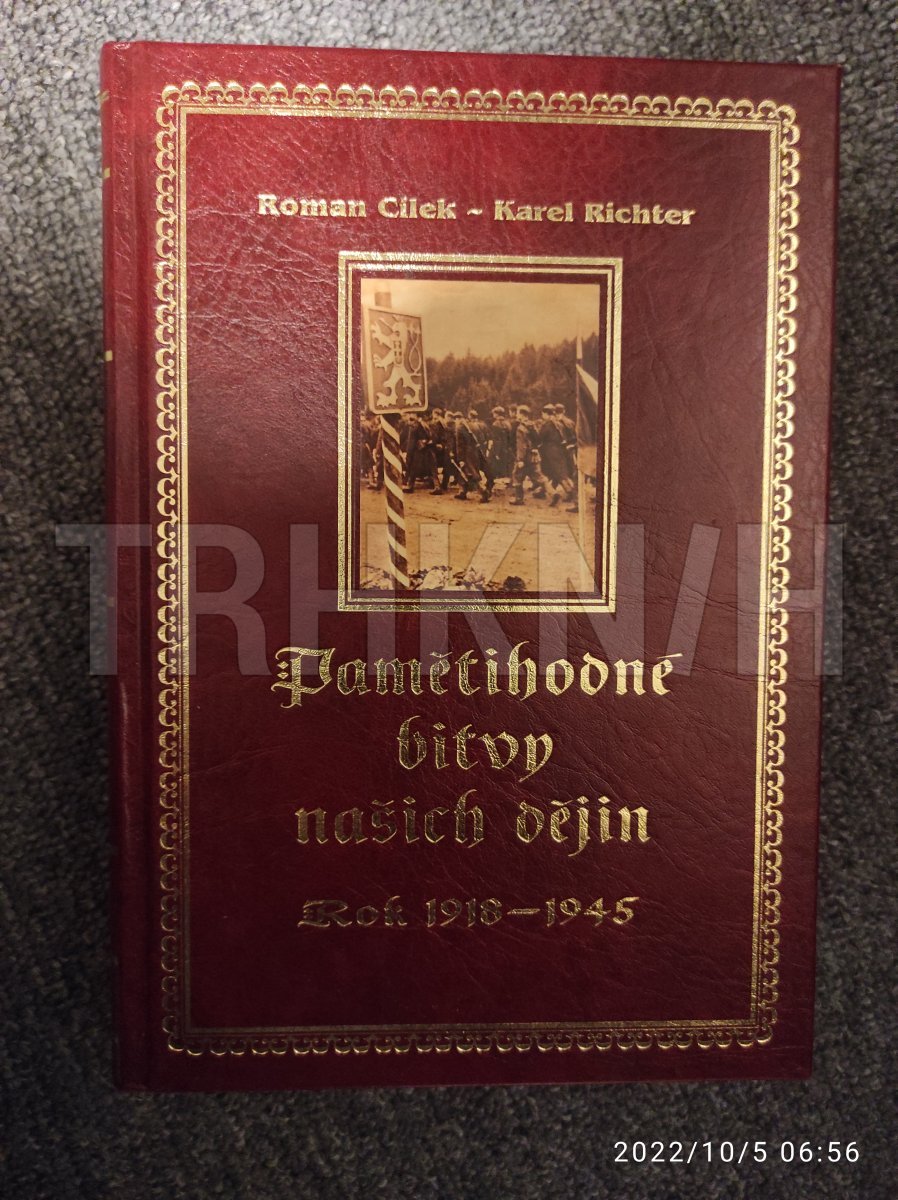 Roman Cílek ~ Karel Richter
TRHKNIH
Pamětihodné
bitvy
našich dějin
Rok 1918–1945
2022/10/5 06:56